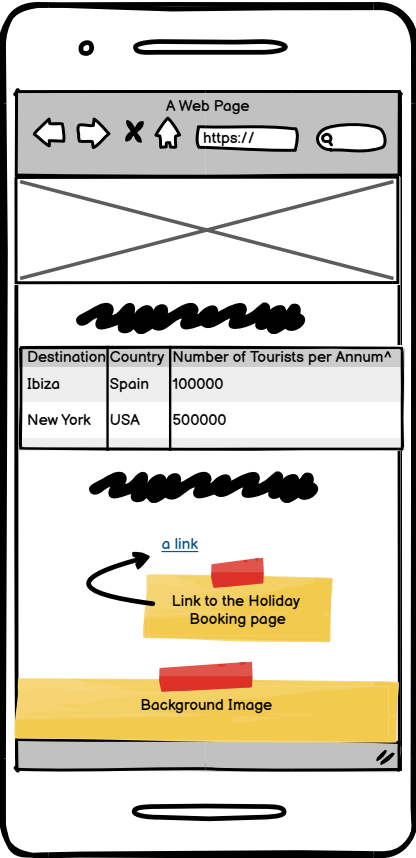 A Web Page
https://
Destination Country Number of Tourists per Annum^
Ibiza Spain 100000
New York USA 500000
a link
Link to the Holiday
Booking page
Background Image